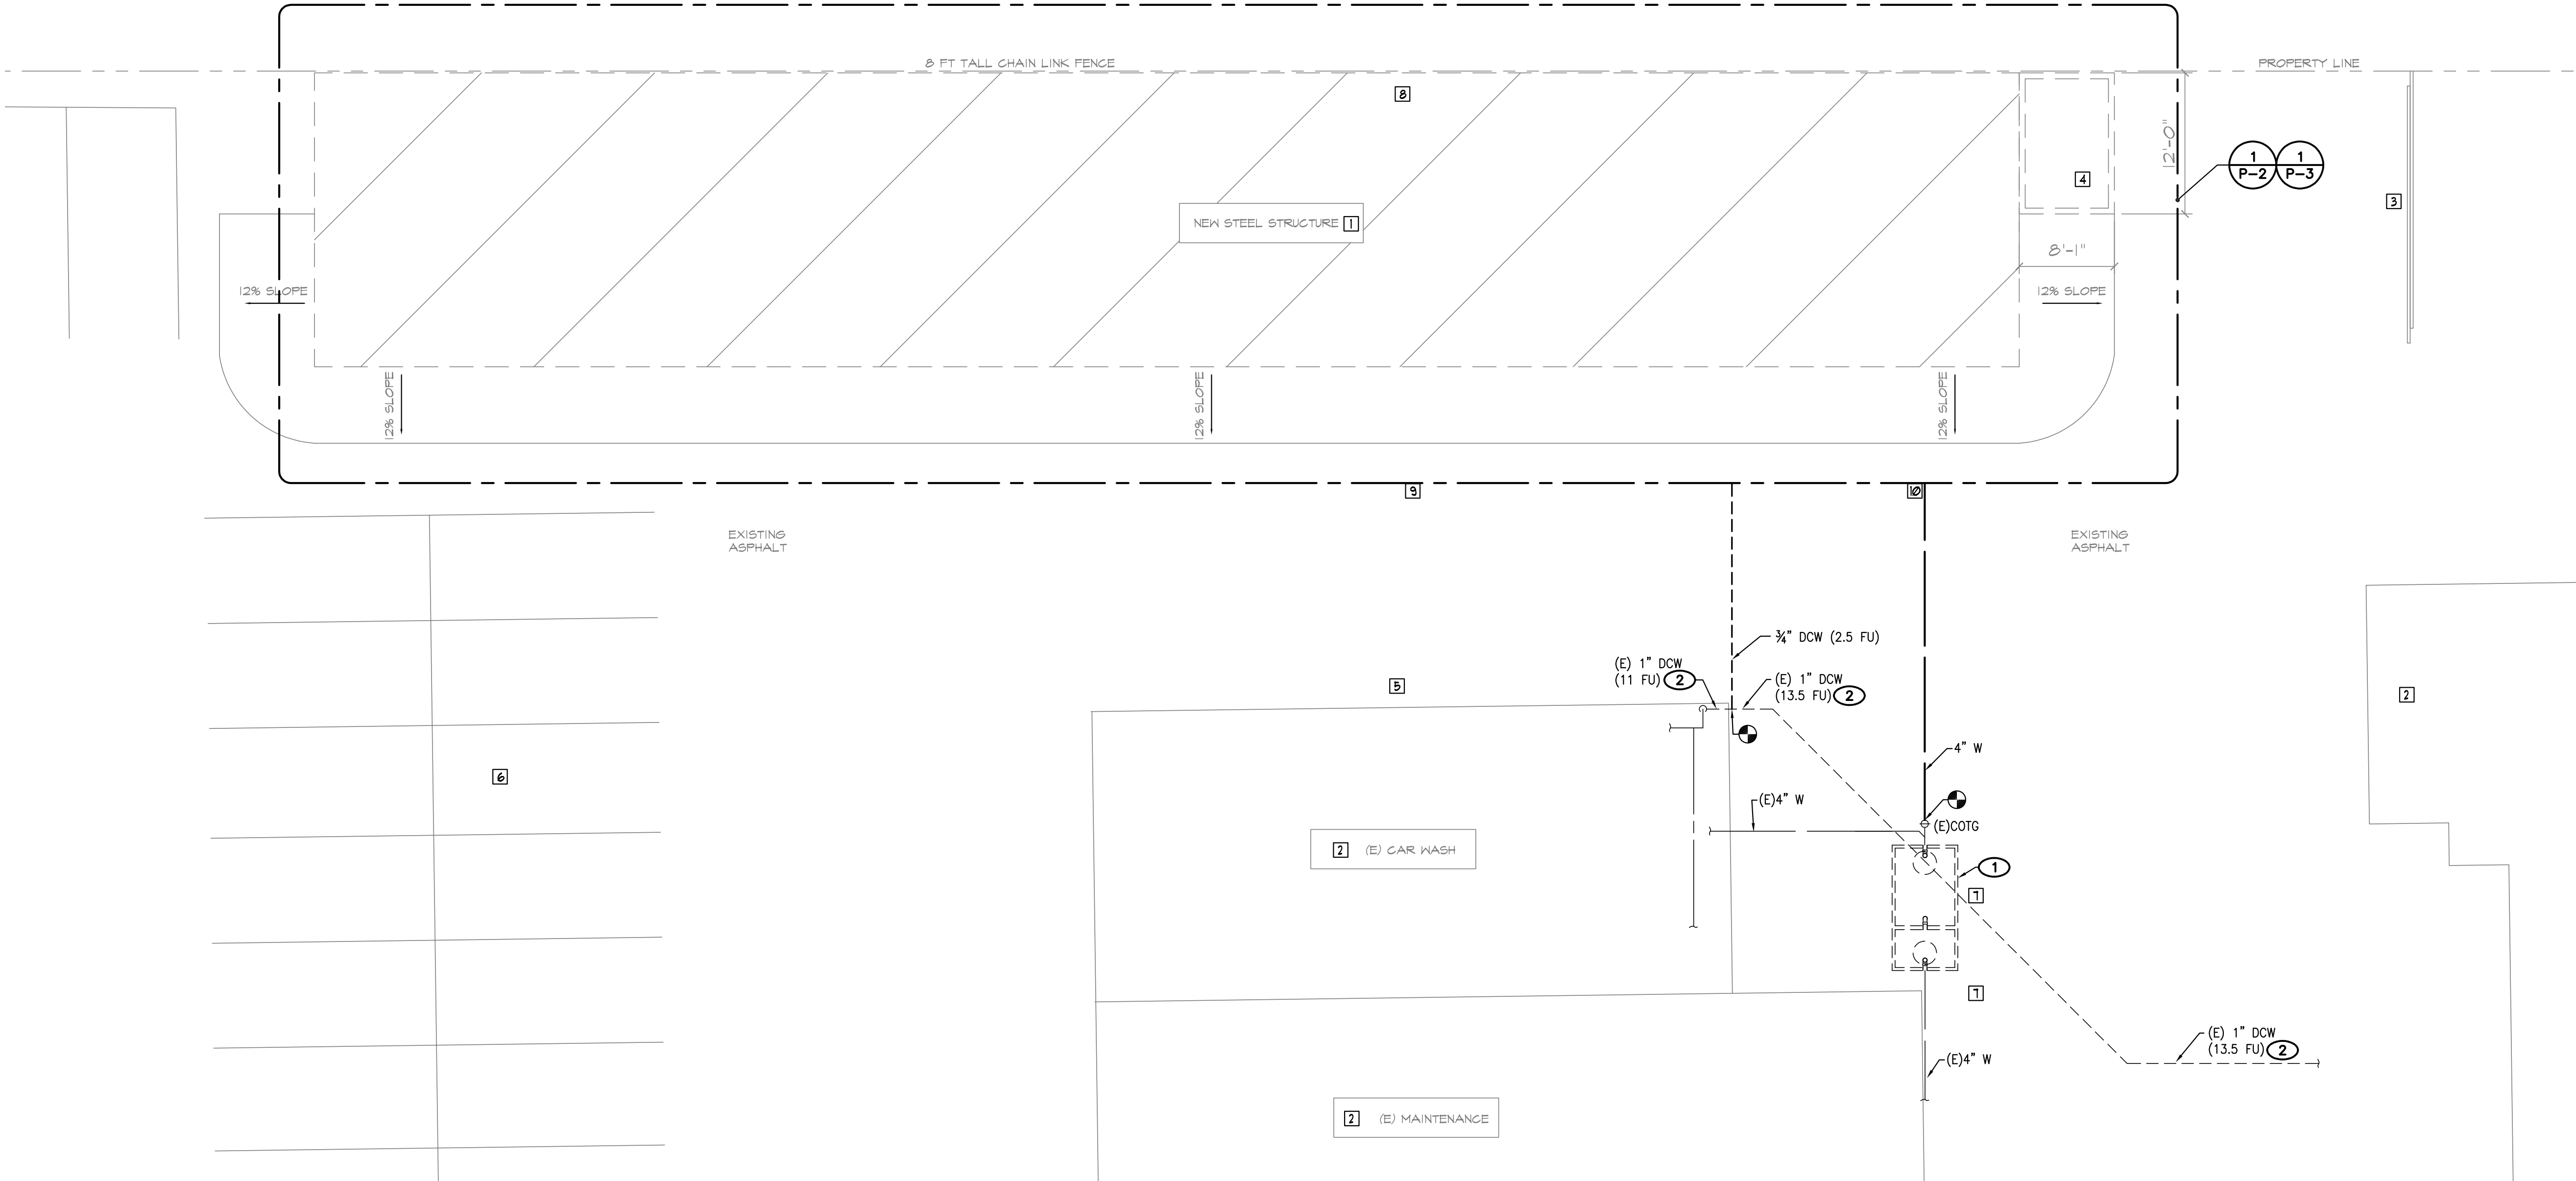 8 FT TALL CHAIN LINK FENCE
PROPERTY LINE
8
12'-0"
1
P-2
1
P-3
4
3
NEW STEEL STRUCTURE 1
8'-1"
12% SLOPE
12% SLOPE
12% SLOPE
12% SLOPE
12% SLOPE
9
10
EXISTING
ASPHALT
EXISTING
ASPHALT
¾" DCW (2.5 FU)
(E) 1" DCW
(11 FU) 2
(E) 1" DCW
(13.5 FU) 2
5
2
4" W
6
(E)4" W
(E)COTG
2 (E) CAR WASH
1
7
7
(E) 1" DCW
(13.5 FU) 2
(E)4" W
2 (E) MAINTENANCE